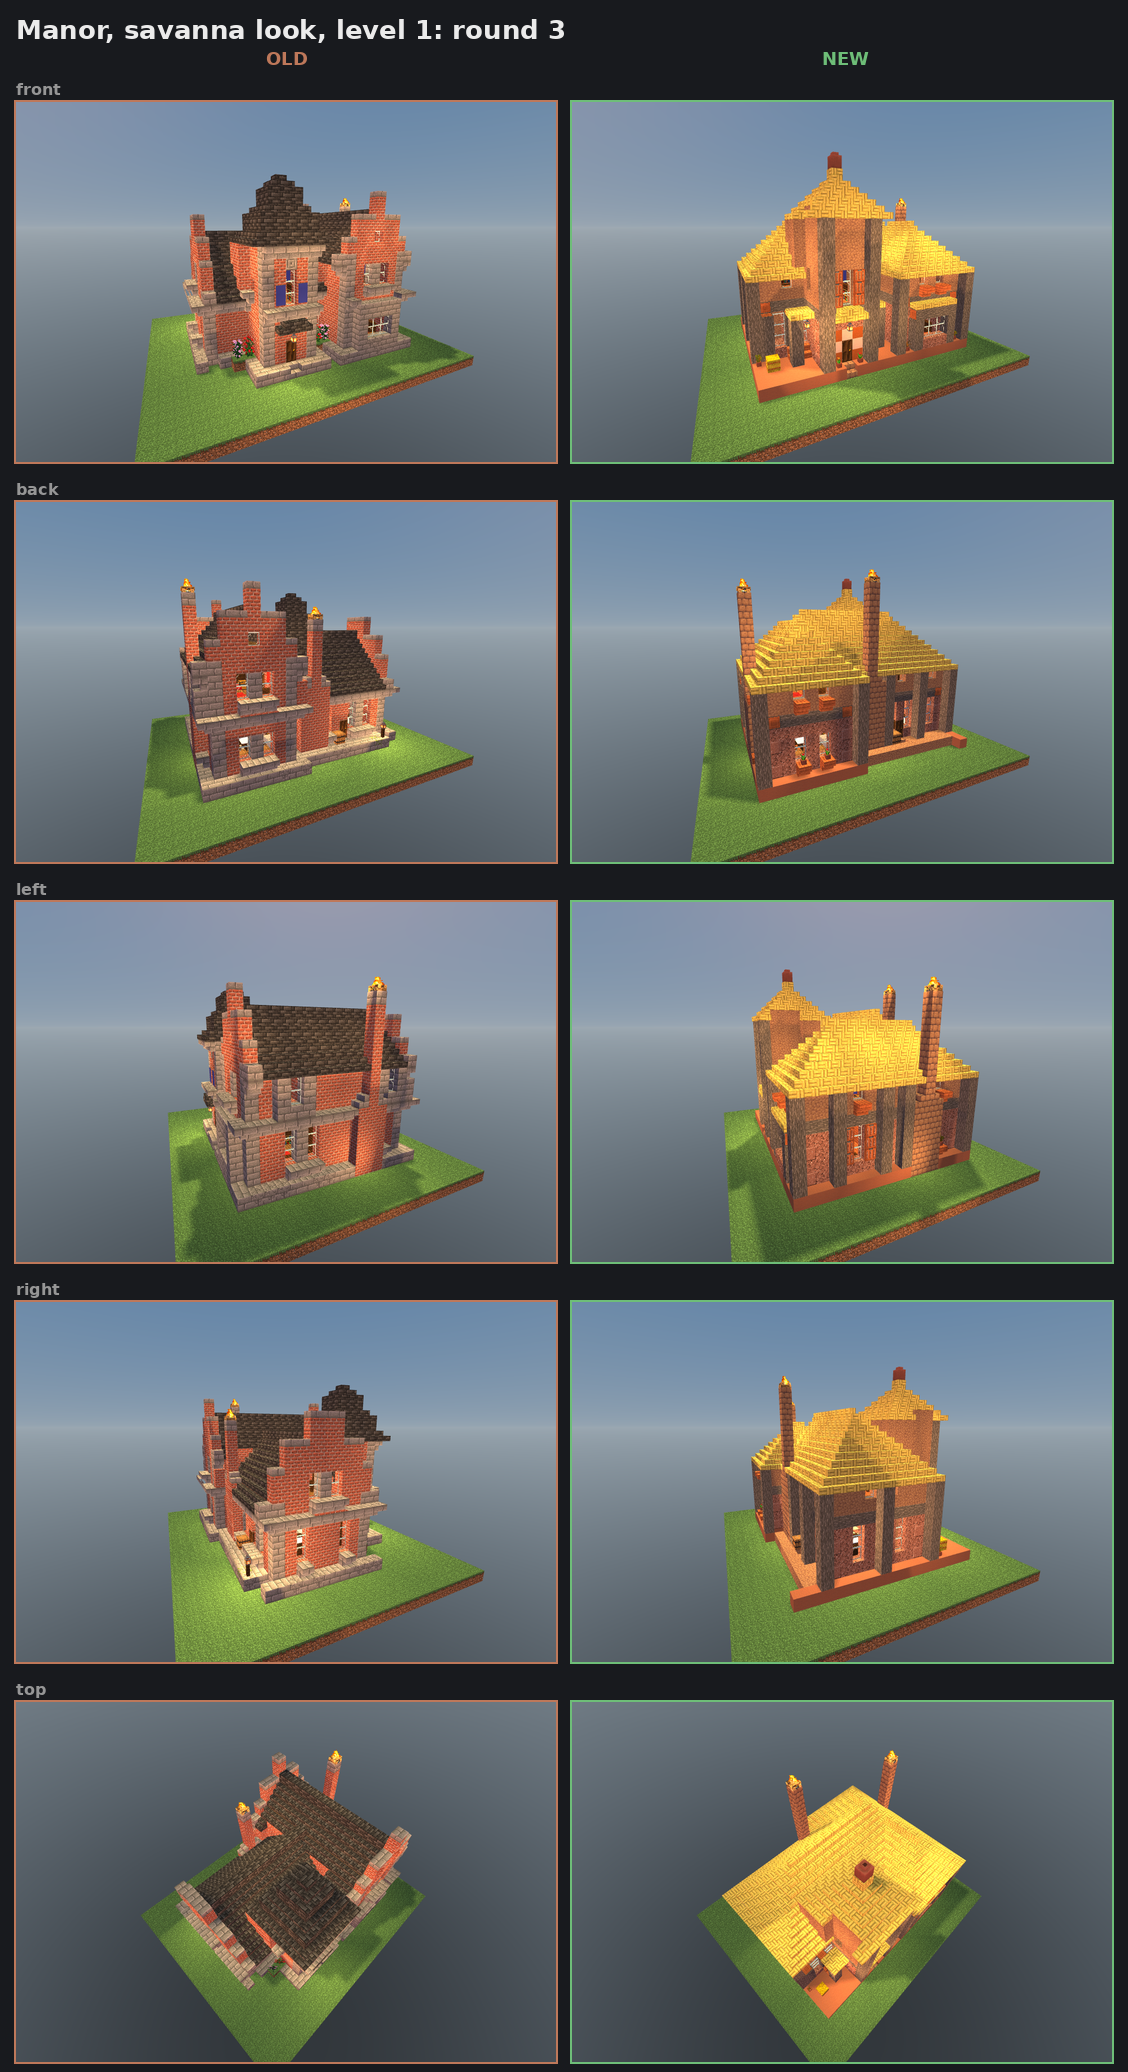 Manor, savanna look, level 1: round 3
OLD
NEW
front
back
left
right
top